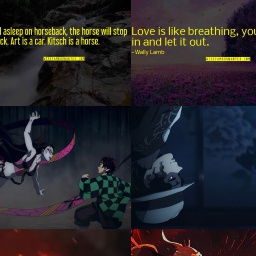 asleep on horseback, the horse will stop
ck. Art is a car. Kitsch is a horse.
Love is like breathing, you
in and let it out.
- Wally Lamb